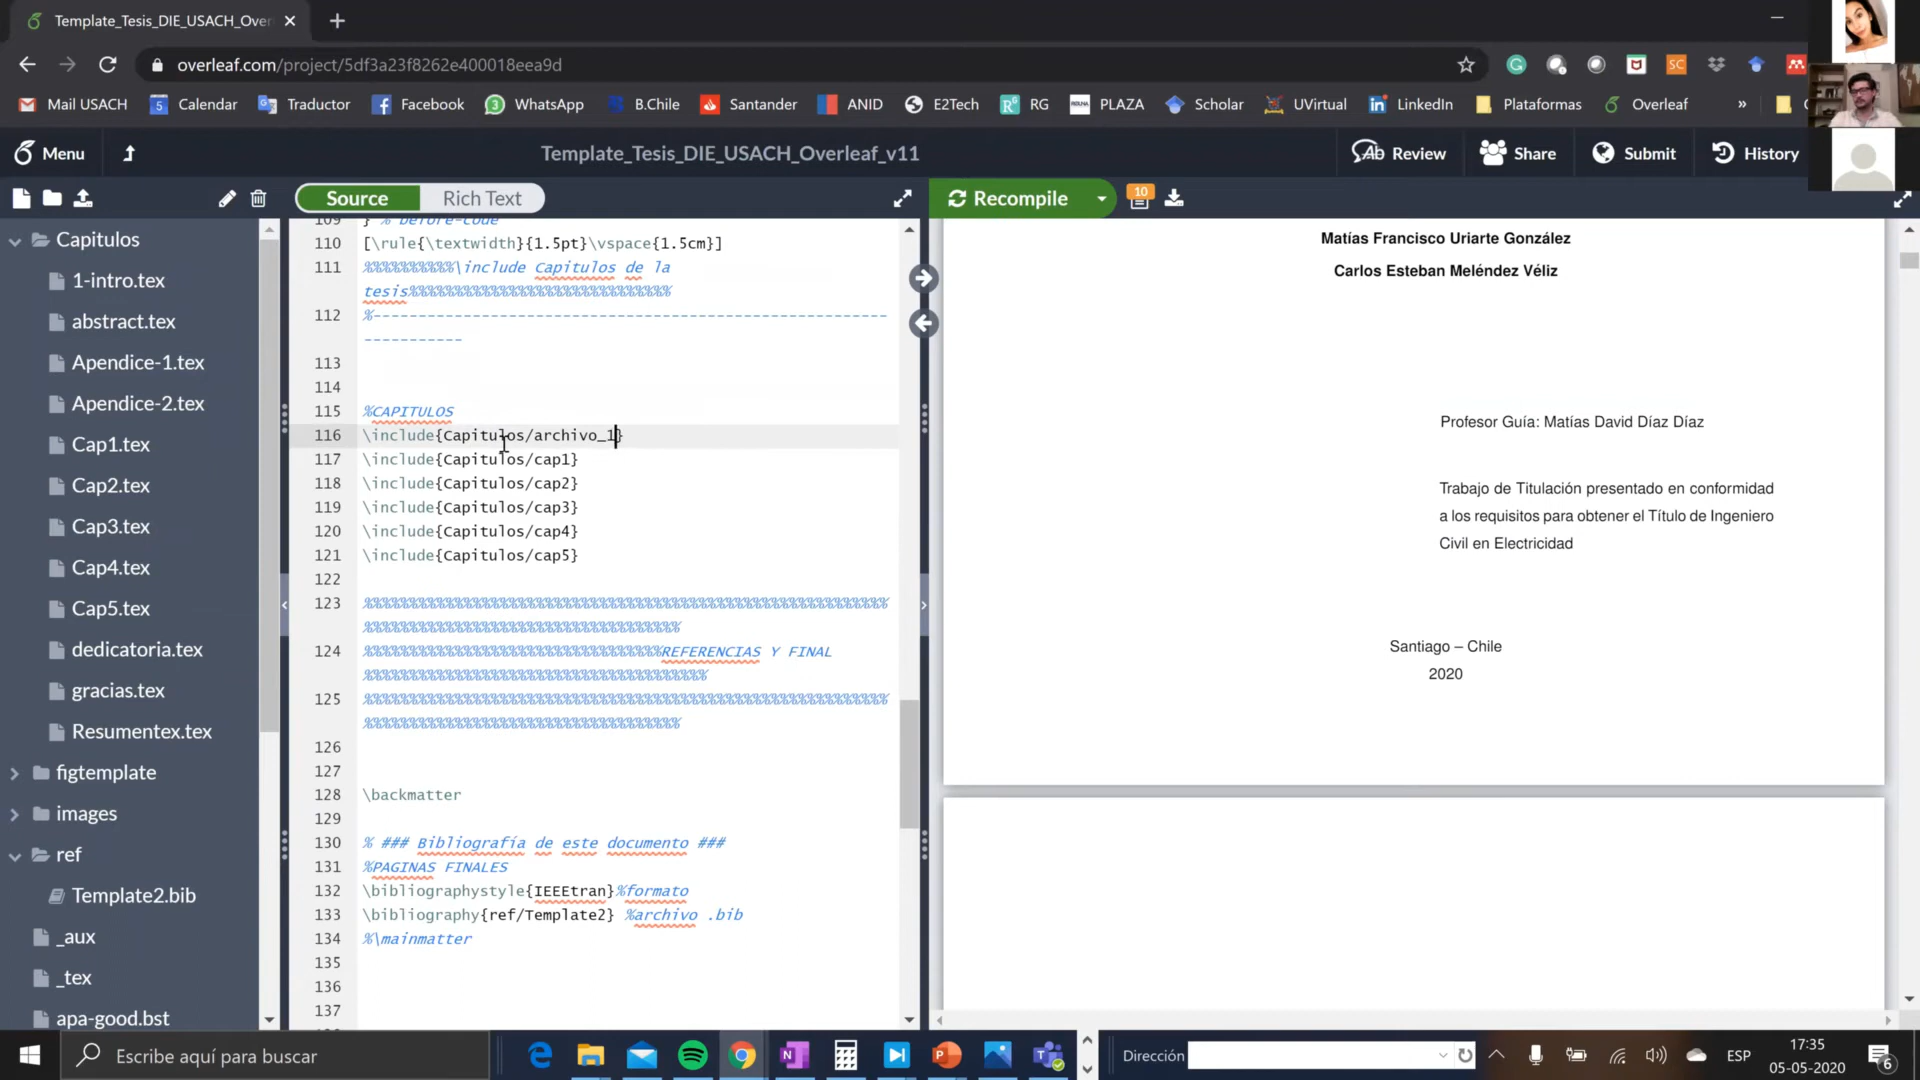 Template_Tesis_DIE_USACH_Over
overleaf.com/project/5df3a23f8262e400018eea9d
Mail USACH
5 Calendar
Traductor
Facebook
3 WhatsApp
B.Chile
Santander
ANID
E2Tech
RG
PLAZA
Scholar
UVirtual
LinkedIn
Plataformas
Overleaf
»
Menu
Template_Tesis_DIE_USACH_Overleaf_v11
Review
Share
Submit
History
Source
Rich Text
Recompile
10
Capitulos
1-intro.tex
abstract.tex
Apendice-1.tex
Apendice-2.tex
Cap1.tex
Cap2.tex
Cap3.tex
Cap4.tex
Cap5.tex
dedicatoria.tex
gracias.tex
Resumentex.tex
figtemplate
images
ref
Template2.bib
_aux
_tex
apa-good.bst
109 } % before-code
110 [\rule{\textwidth}{1.5pt}\vspace{1.5cm}]
111 %%%%%%%%%%\include Capitulos de la
tesis%%%%%%%%%%%%%%%%%%%%%%%%%%%%%
112 %---------------------------------------------------------
-----------
113
114
115 %CAPITULOS
116 \include{Capitulos/archivo_1}
117 \include{Capitulos/cap1}
118 \include{Capitulos/cap2}
119 \include{Capitulos/cap3}
120 \include{Capitulos/cap4}
121 \include{Capitulos/cap5}
122
123 %%%%%%%%%%%%%%%%%%%%%%%%%%%%%%%%%%%%%%%%%%%%%%%%%%%%%%%%%%
%%%%%%%%%%%%%%%%%%%%%%%%%%%%%%%%%%%
124 %%%%%%%%%%%%%%%%%%%%%%%%%%%%%%%%%REFERENCIAS Y FINAL
%%%%%%%%%%%%%%%%%%%%%%%%%%%%%%%%%%%%%%
125 %%%%%%%%%%%%%%%%%%%%%%%%%%%%%%%%%%%%%%%%%%%%%%%%%%%%%%%%%%
%%%%%%%%%%%%%%%%%%%%%%%%%%%%%%%%%%%
126
127
128 \backmatter
129
130 % ### Bibliografía de este documento ###
131 %PAGINAS FINALES
132 \bibliographystyle{IEEEtran}%formato
133 \bibliography{ref/Template2} %archivo .bib
134 %\mainmatter
135
136
137
Matías Francisco Uriarte González
Carlos Esteban Meléndez Véliz
Profesor Guía: Matías David Díaz Díaz
Trabajo de Titulación presentado en conformidad
a los requisitos para obtener el Título de Ingeniero
Civil en Electricidad
Santiago – Chile
2020
Escribe aquí para buscar
Dirección
ESP
17:35
05-05-2020
6